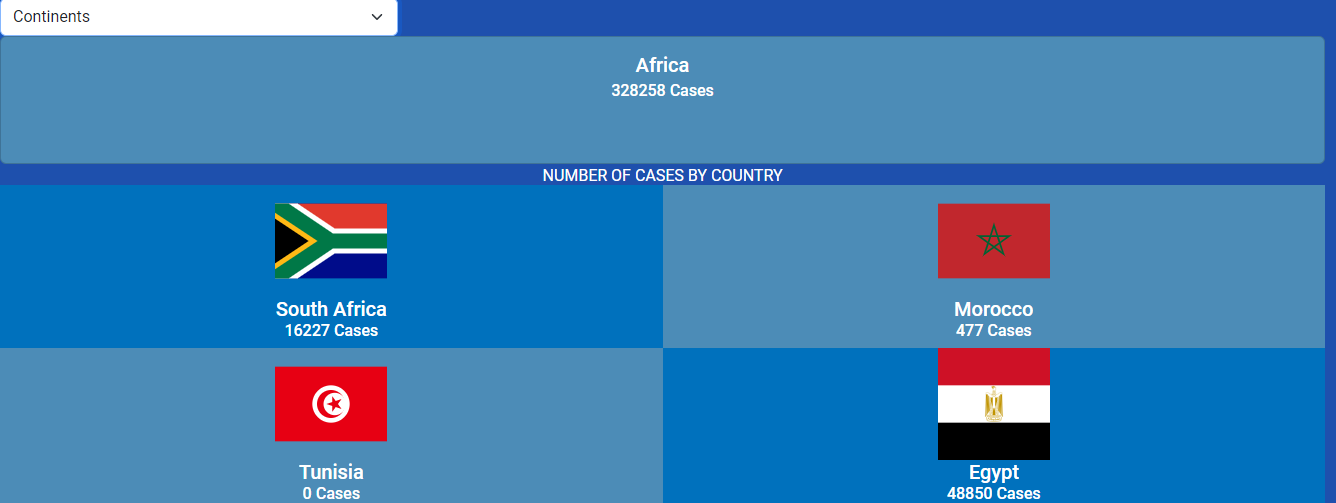 Continents
Africa
328258 Cases
NUMBER OF CASES BY COUNTRY
South Africa
16227 Cases
Morocco
477 Cases
Tunisia
0 Cases
Egypt
48850 Cases